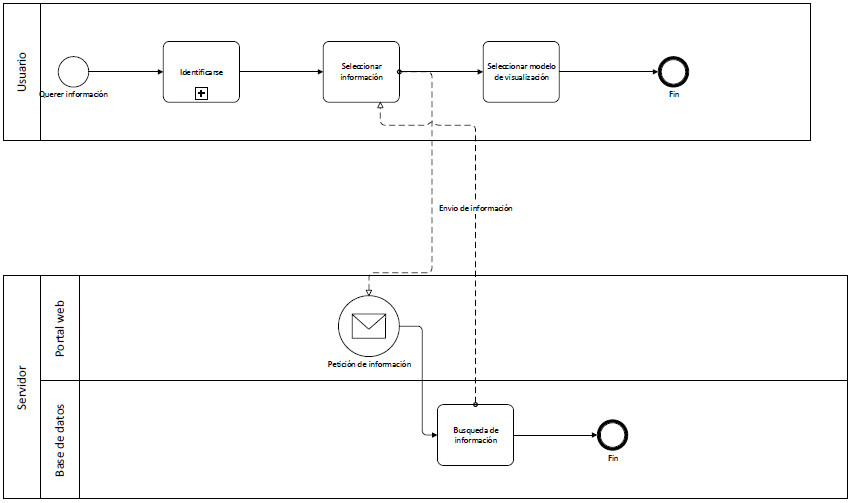 Usuario
Querer información
Identificarse
Seleccionar
información
Seleccionar modelo
de visualización
Fin
Envio de información
Servidor
Portal web
Petición de información
Base de datos
Busqueda de
información
Fin